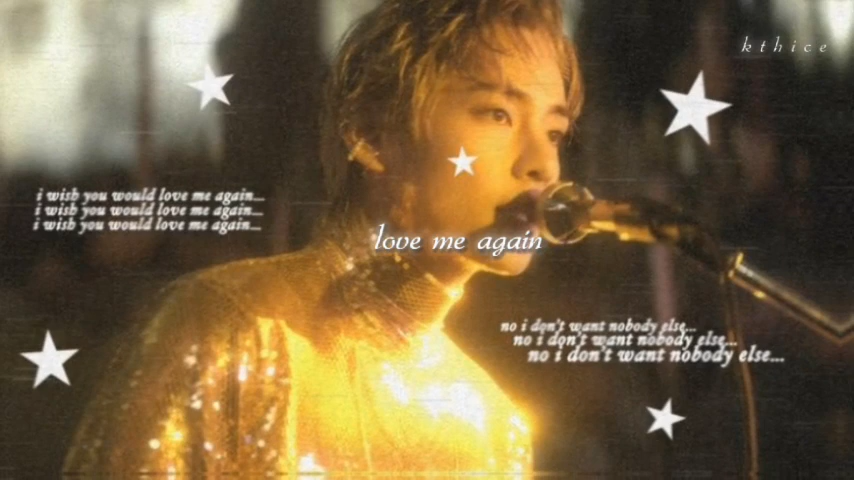 k t h i c e
i wish you would love me again...
i wish you would love me again...
i wish you would love me again...
love me again
no i don't want nobody else...
no i don't want nobody else...
no i don't want nobody else...